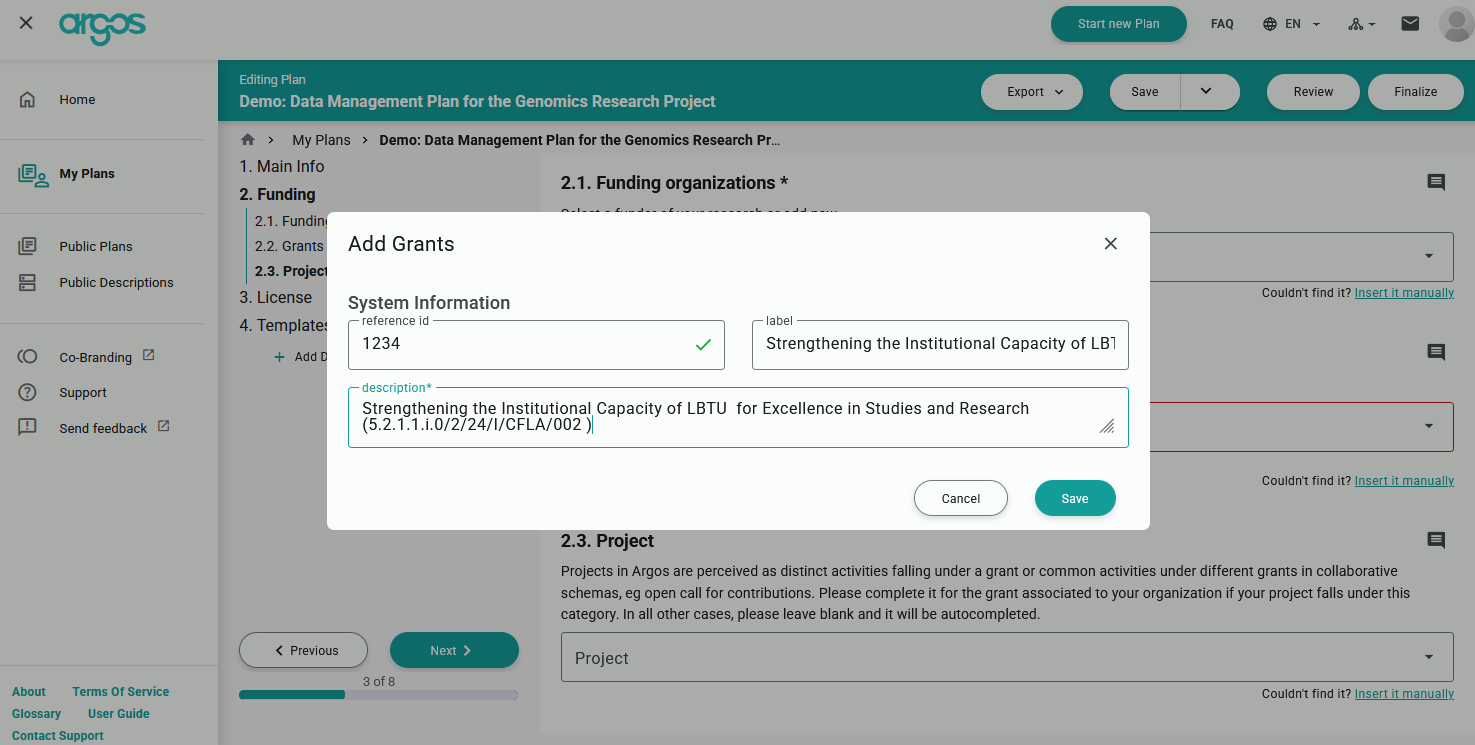 argos
Start new Plan
FAQ
EN
Home
My Plans
Public Plans
Public Descriptions
Co-Branding
Support
Send feedback
About Terms Of Service
Glossary User Guide
Contact Support
Editing Plan
Demo: Data Management Plan for the Genomics Research Project
Export
Save
Review
Finalize
My Plans
Demo: Data Management Plan for the Genomics Research Pr...
1. Main Info
2. Funding
2.1. Funding
2.2. Grants
2.3. Project
3. License
4. Templates
Add D
Previous
Next
3 of 8
2.1. Funding organizations *
Select a funder of your research or add new
Couldn't find it? Insert it manually
Couldn't find it? Insert it manually
Add Grants
System Information
reference id
1234
label
Strengthening the Institutional Capacity of LBT
description*
Strengthening the Institutional Capacity of LBTU  for Excellence in Studies and Research
(5.2.1.1.i.0/2/24/I/CFLA/002 )
Cancel
Save
2.3. Project
Projects in Argos are perceived as distinct activities falling under a grant or common activities under different grants in collaborative
schemas, eg open call for contributions. Please complete it for the grant associated to your organization if your project falls under this
category. In all other cases, please leave blank and it will be autocompleted.
Project
Couldn't find it? Insert it manually